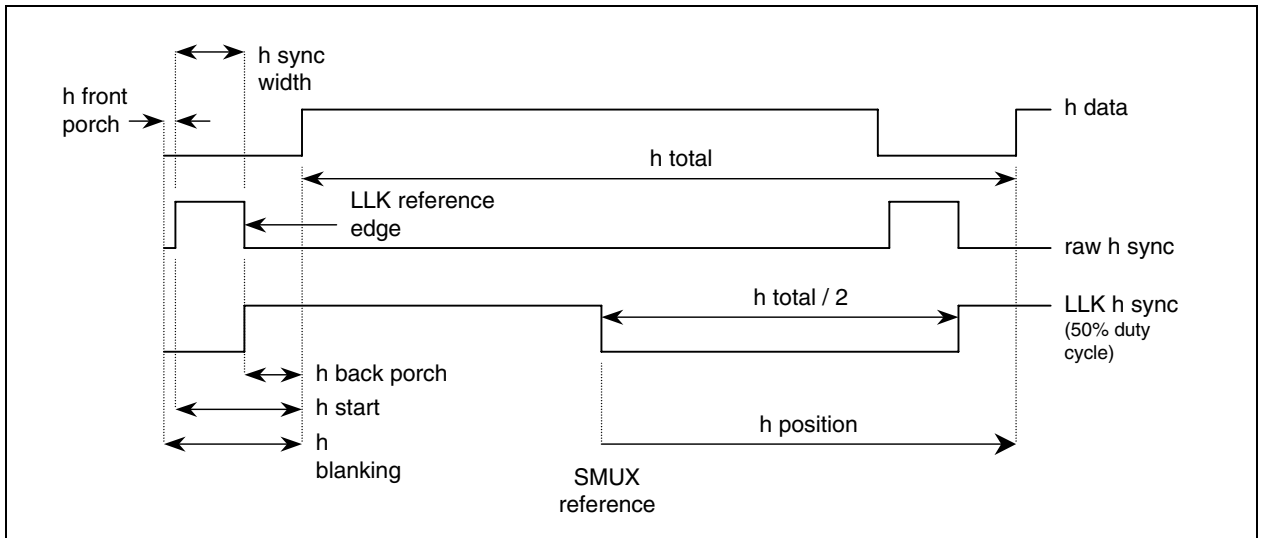 h sync
width
h front
porch
h data
h total
LLK reference
edge
raw h sync
h total / 2
LLK h sync
(50% duty
cycle)
h back porch
h start
h position
h
blanking
SMUX
reference